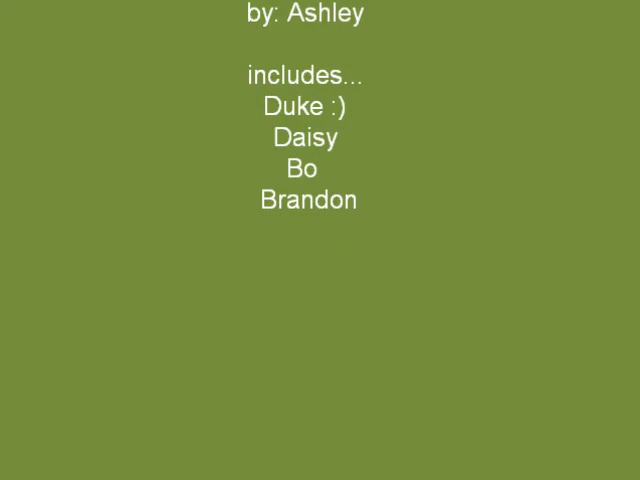 by: Ashley
includes...
Duke :)
Daisy
Bo
Brandon